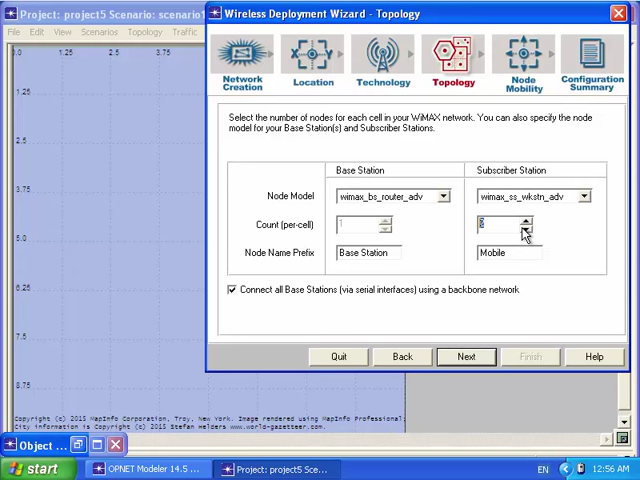 Project: project5 Scenario: scenario1
Wireless Deployment Wizard - Topology
File Edit View Scenarios Topology Traffic
Network Creation
Location
Technology
Topology
Node Mobility
Configuration Summary
0.0 1.25 2.5 3.75 5.0
1.25
2.5
3.75
5.0
6.25
7.5
8.75
Select the number of nodes for each cell in your WiMAX network. You can also specify the node
model for your Base Station(s) and Subscriber Stations.
Base Station Subscriber Station
Node Model wimax_bs_router_adv wimax_ss_wkstn_adv
Count (per-cell) 1
Node Name Prefix Base Station Mobile
Connect all Base Stations (via serial interfaces) using a backbone network
Quit Back Next Finish Help
Copyright (c) 2015 MapInfo Corporation, Troy, New York. Image rendered using MapInfo Professional
City information is Copyright (c) 2015 Stefan Helders www.world-gazetteer.com.
Object ...
start OPNET Modeler 14.5 ... Project: project5 Sce... EN 12:56 AM